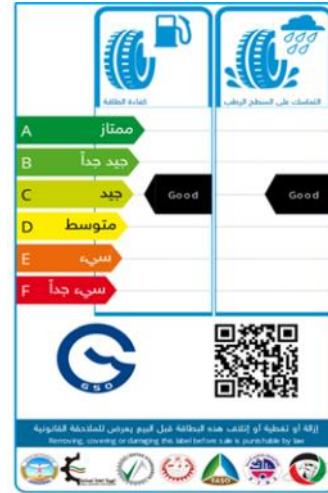 كفاءة الطاقة
التماسك على السطح الرطب
A ممتاز
B جيد جداً
C جيد Good Good
D متوسط
E سيء
F سيء جداً
GSO
إزالة أو تغطية أو إتلاف هذه البطاقة قبل البيع يعرض للملاحقة القانونية
Removing, covering or damaging this label before sale is punishable by law
SASO